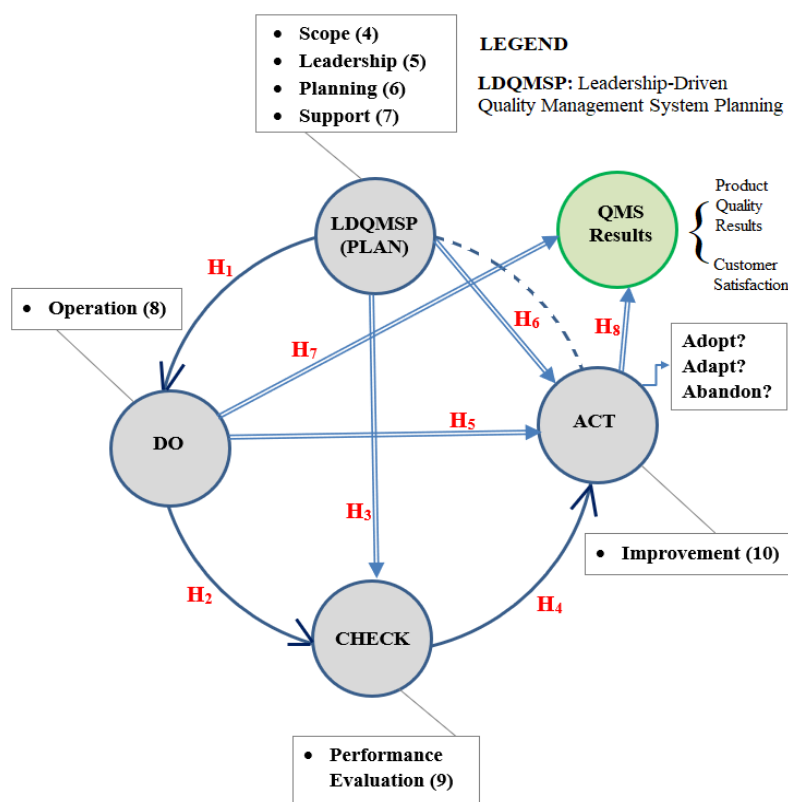 • Scope (4)
• Leadership (5)
• Planning (6)
• Support (7)
LEGEND
LDQMSP: Leadership-Driven
Quality Management System Planning
LDQMSP
(PLAN)
QMS
Results
Product
Quality
Results
Customer
Satisfaction
H₁
• Operation (8)
H₇
H₆
H₈
Adopt?
Adapt?
Abandon?
DO
H₅
ACT
H₃
• Improvement (10)
H₂
H₄
CHECK
• Performance
Evaluation (9)